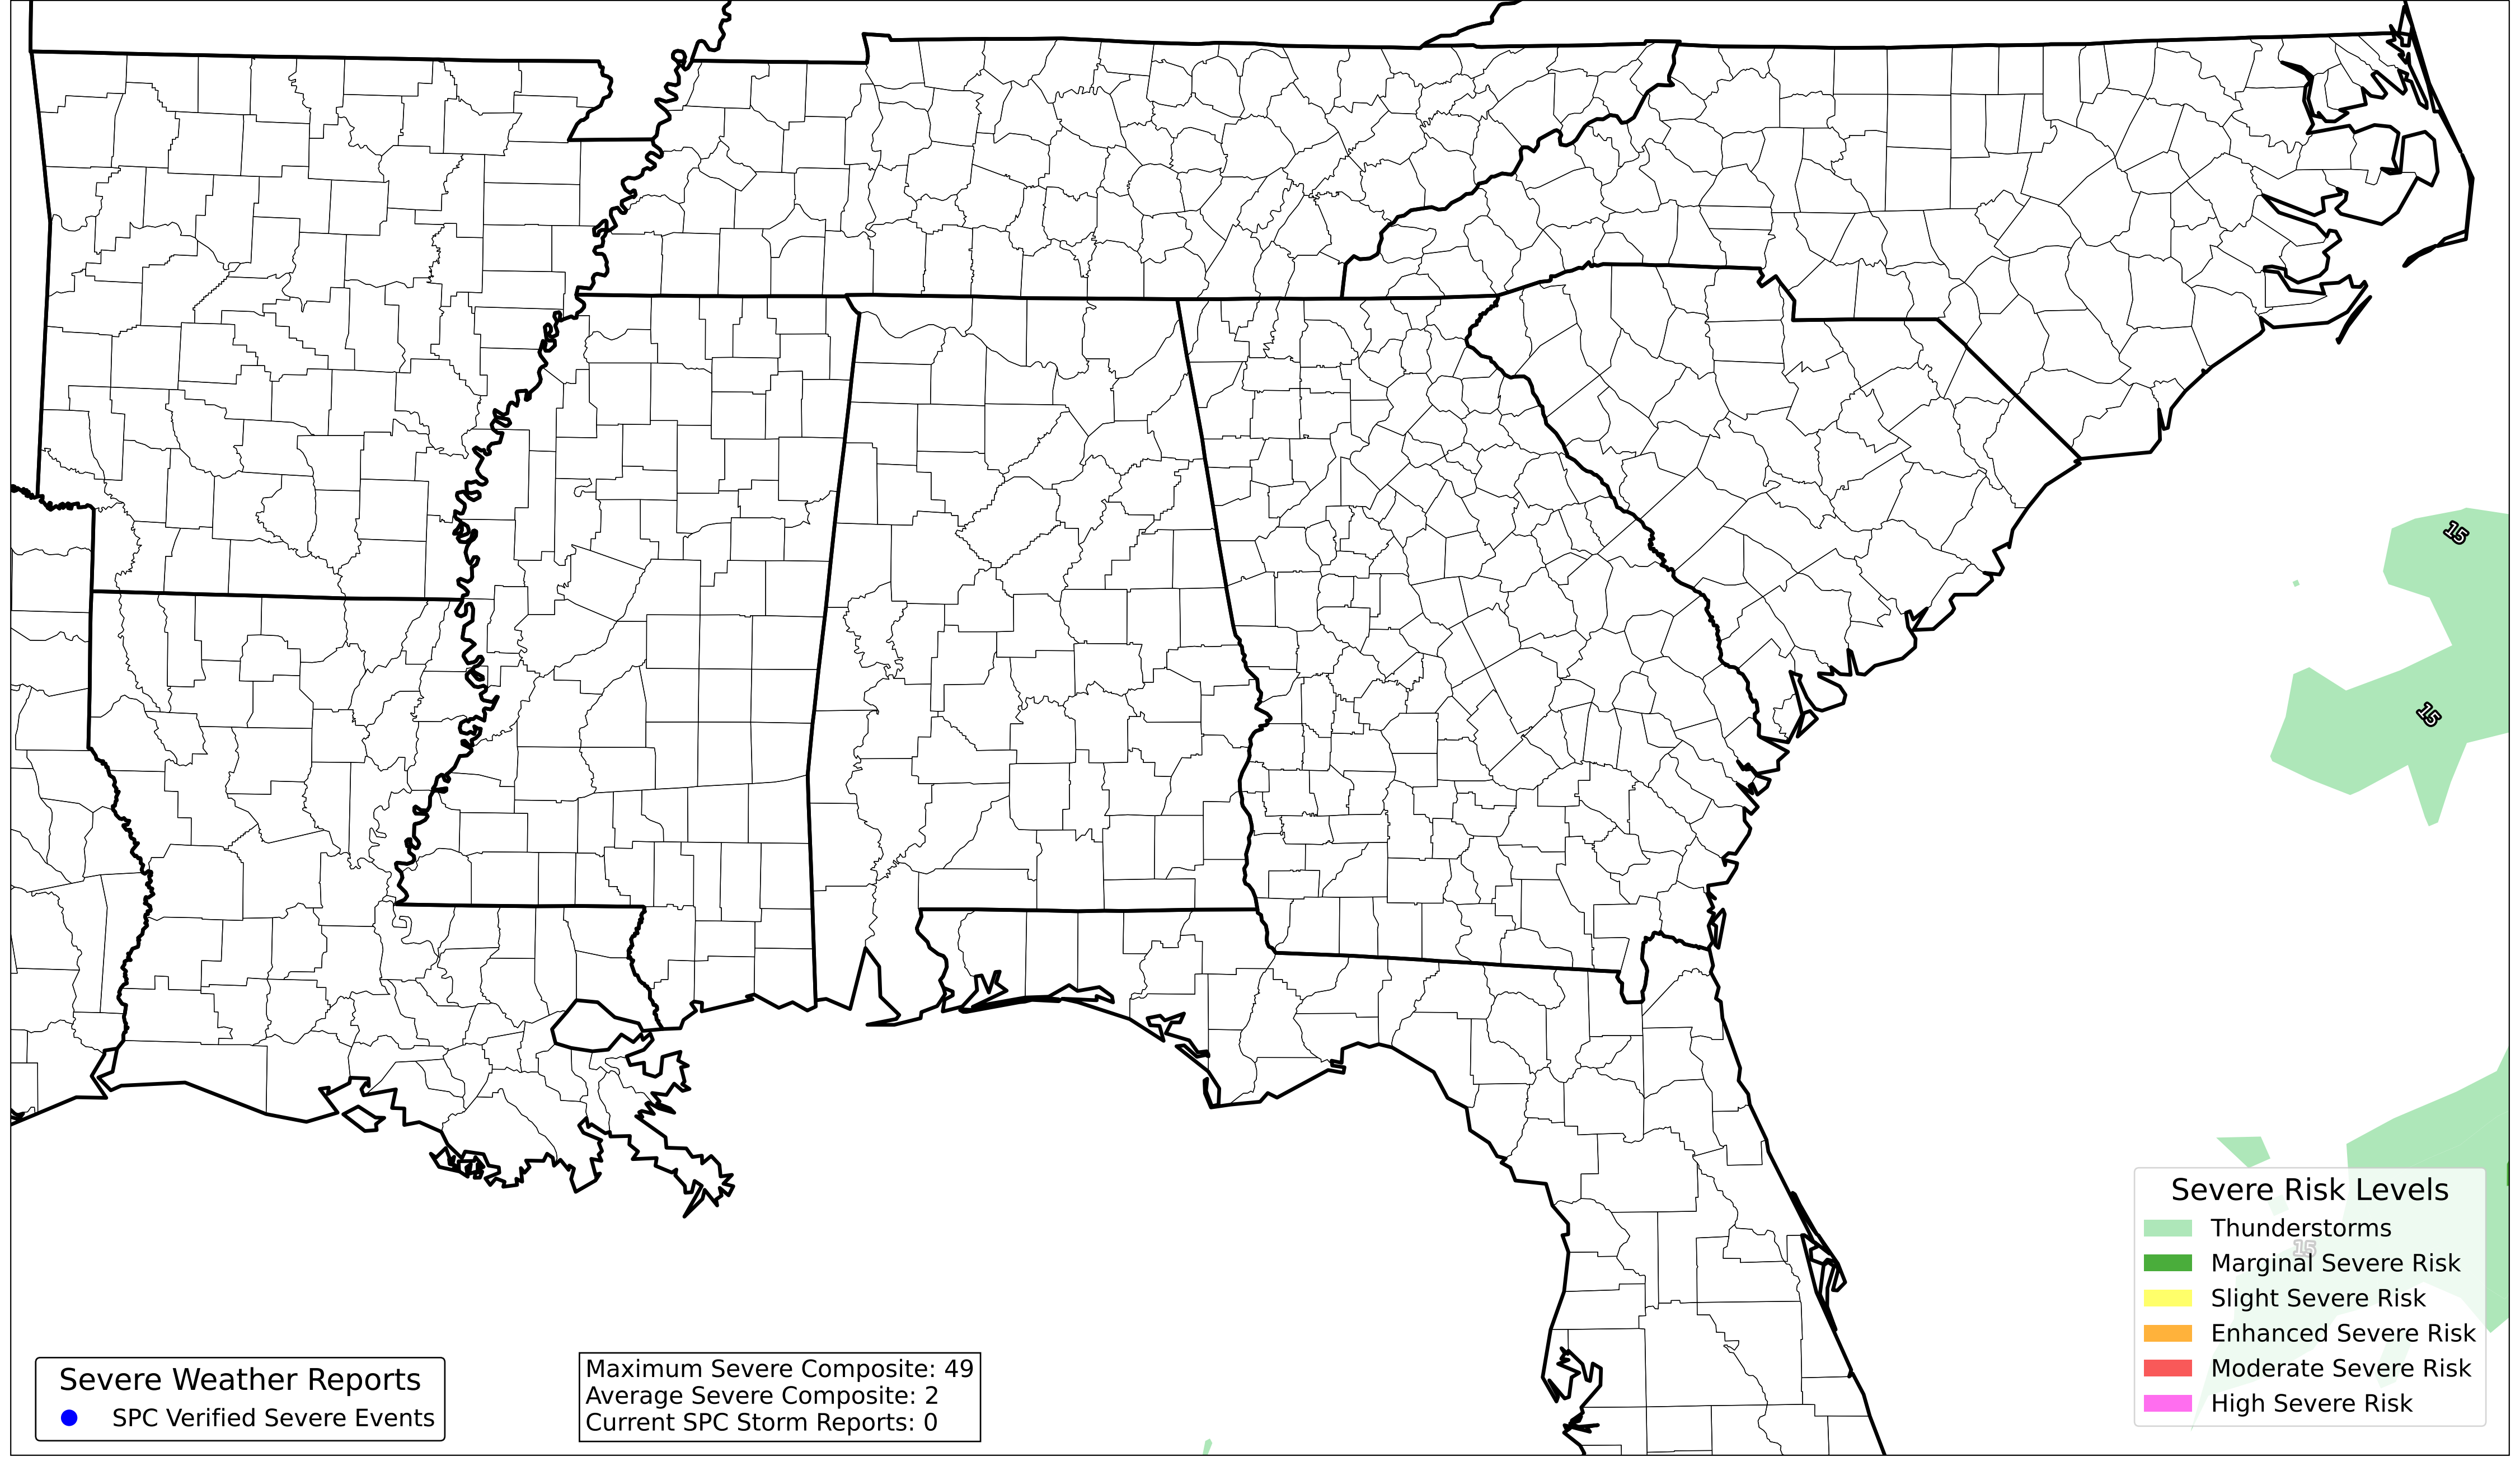 15
15
Severe Risk Levels
Thunderstorms
15
Marginal Severe Risk
Slight Severe Risk
Enhanced Severe Risk
Moderate Severe Risk
High Severe Risk
Severe Weather Reports
SPC Verified Severe Events
Maximum Severe Composite: 49
Average Severe Composite: 2
Current SPC Storm Reports: 0